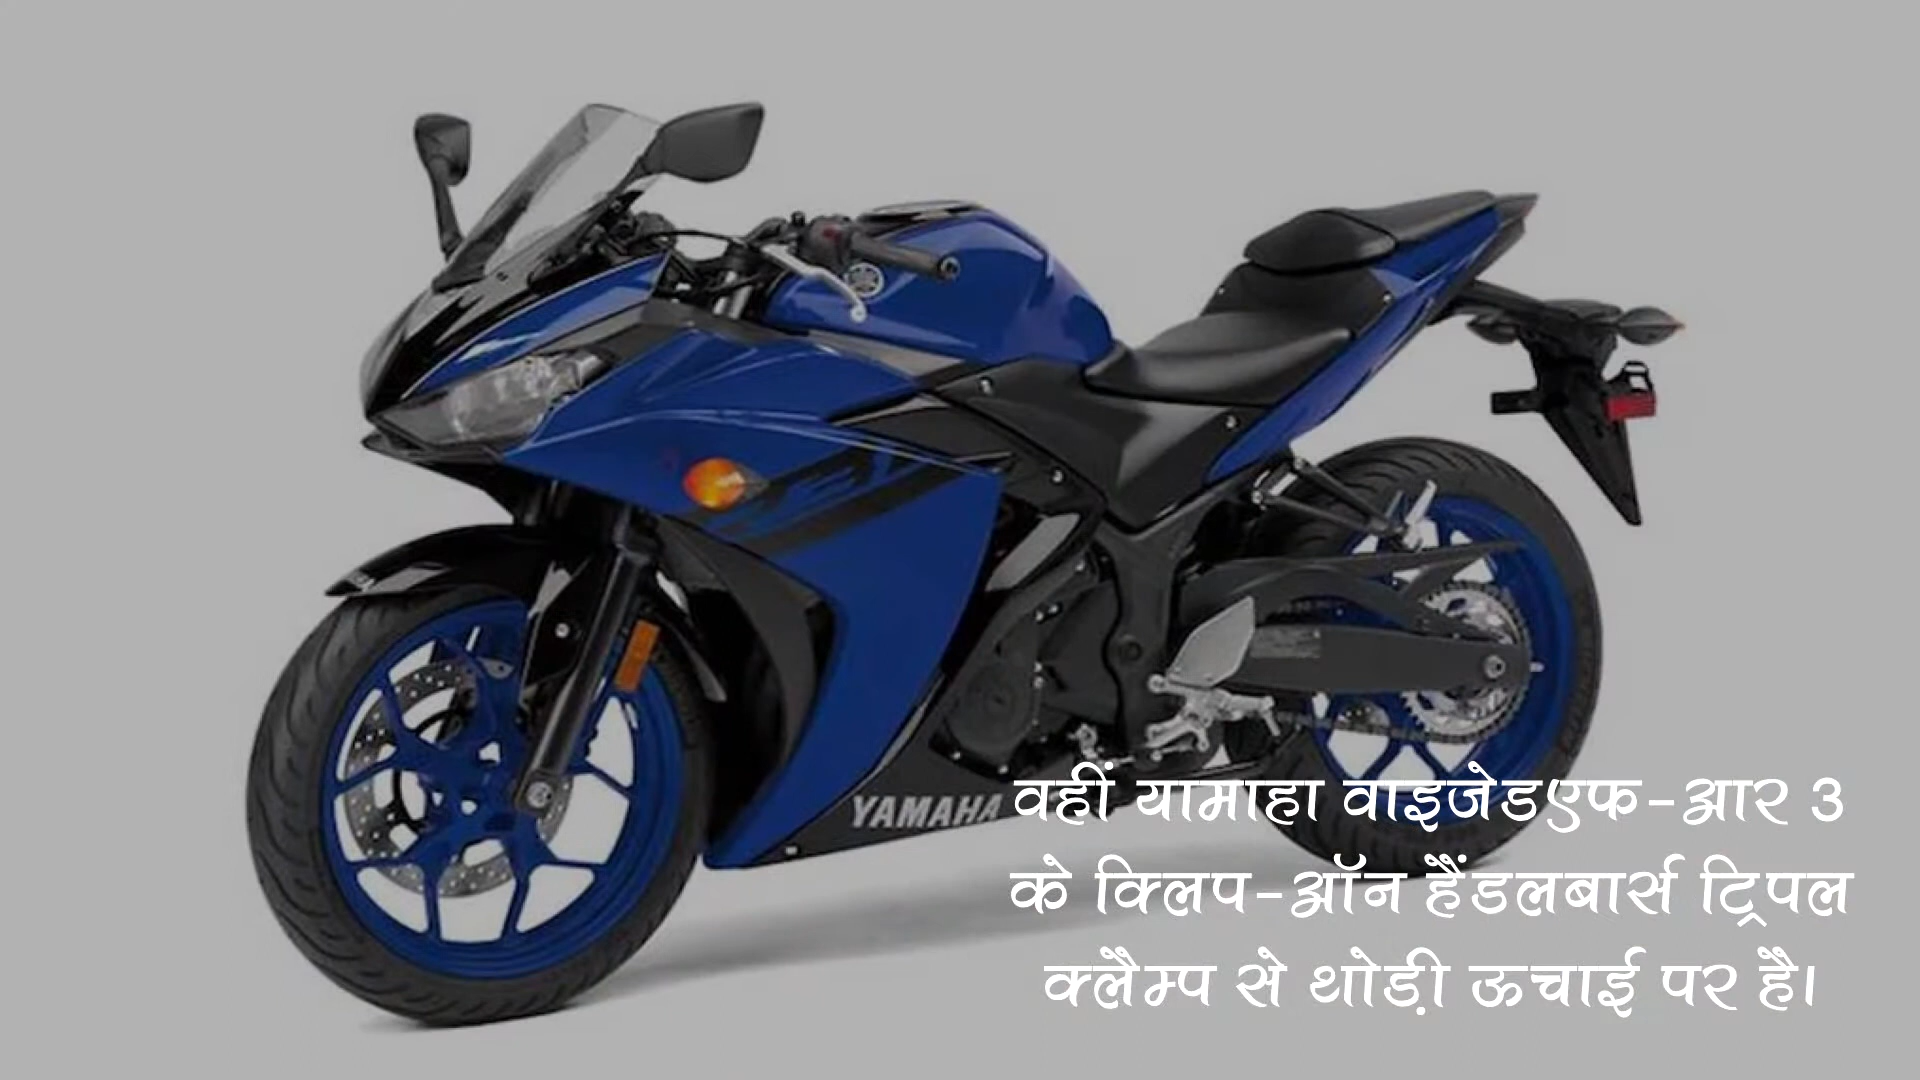 YAMAHA
वहीं यामाहा वाइजेडएफ-आर 3
के क्लिप-ऑन हैंडलबार्स ट्रिपल
क्लैम्प से थोड़ी ऊचाई पर है।